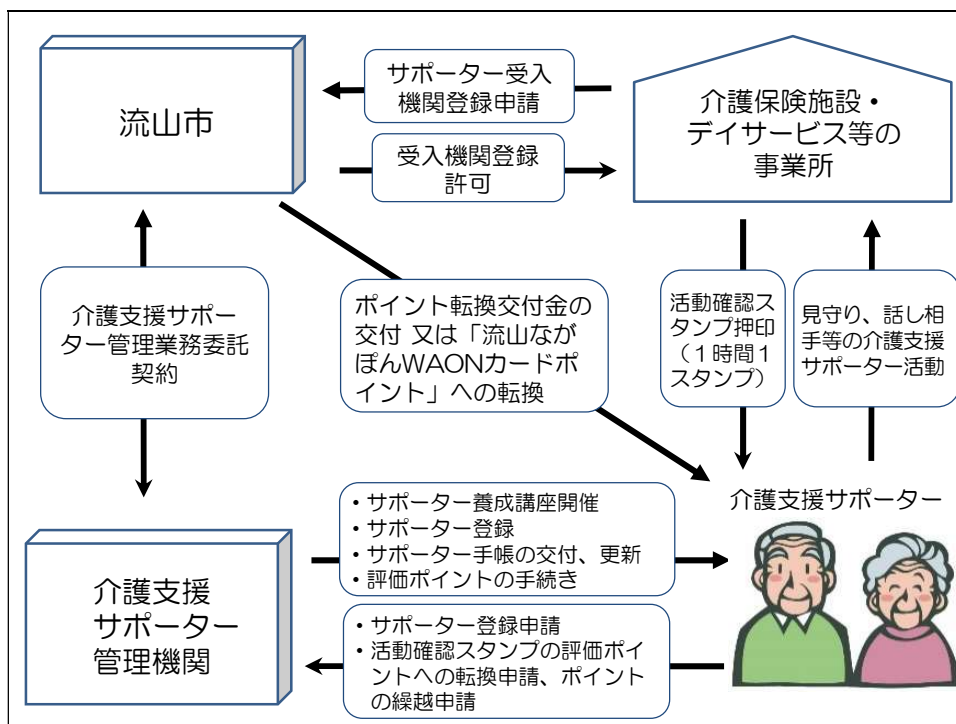 流山市
サポーター受入
機関登録申請
受入機関登録
許可
介護保険施設・
デイサービス等の
事業所
介護支援サポー
ター管理業務委託
契約
ポイント転換交付金の
交付 又は「流山なが
ぽんWAONカードポ
イント」への転換
活動確認ス
タンプ押印
（１時間１
スタンプ）
見守り、話し相
手等の介護支援
サポーター活動
介護支援サポーター
・サポーター養成講座開催
・サポーター登録
・サポーター手帳の交付、更新
・評価ポイントの手続き
介護支援
サポーター
管理機関
・サポーター登録申請
・活動確認スタンプの評価ポイ
ントへの転換申請、ポイント
の繰越申請